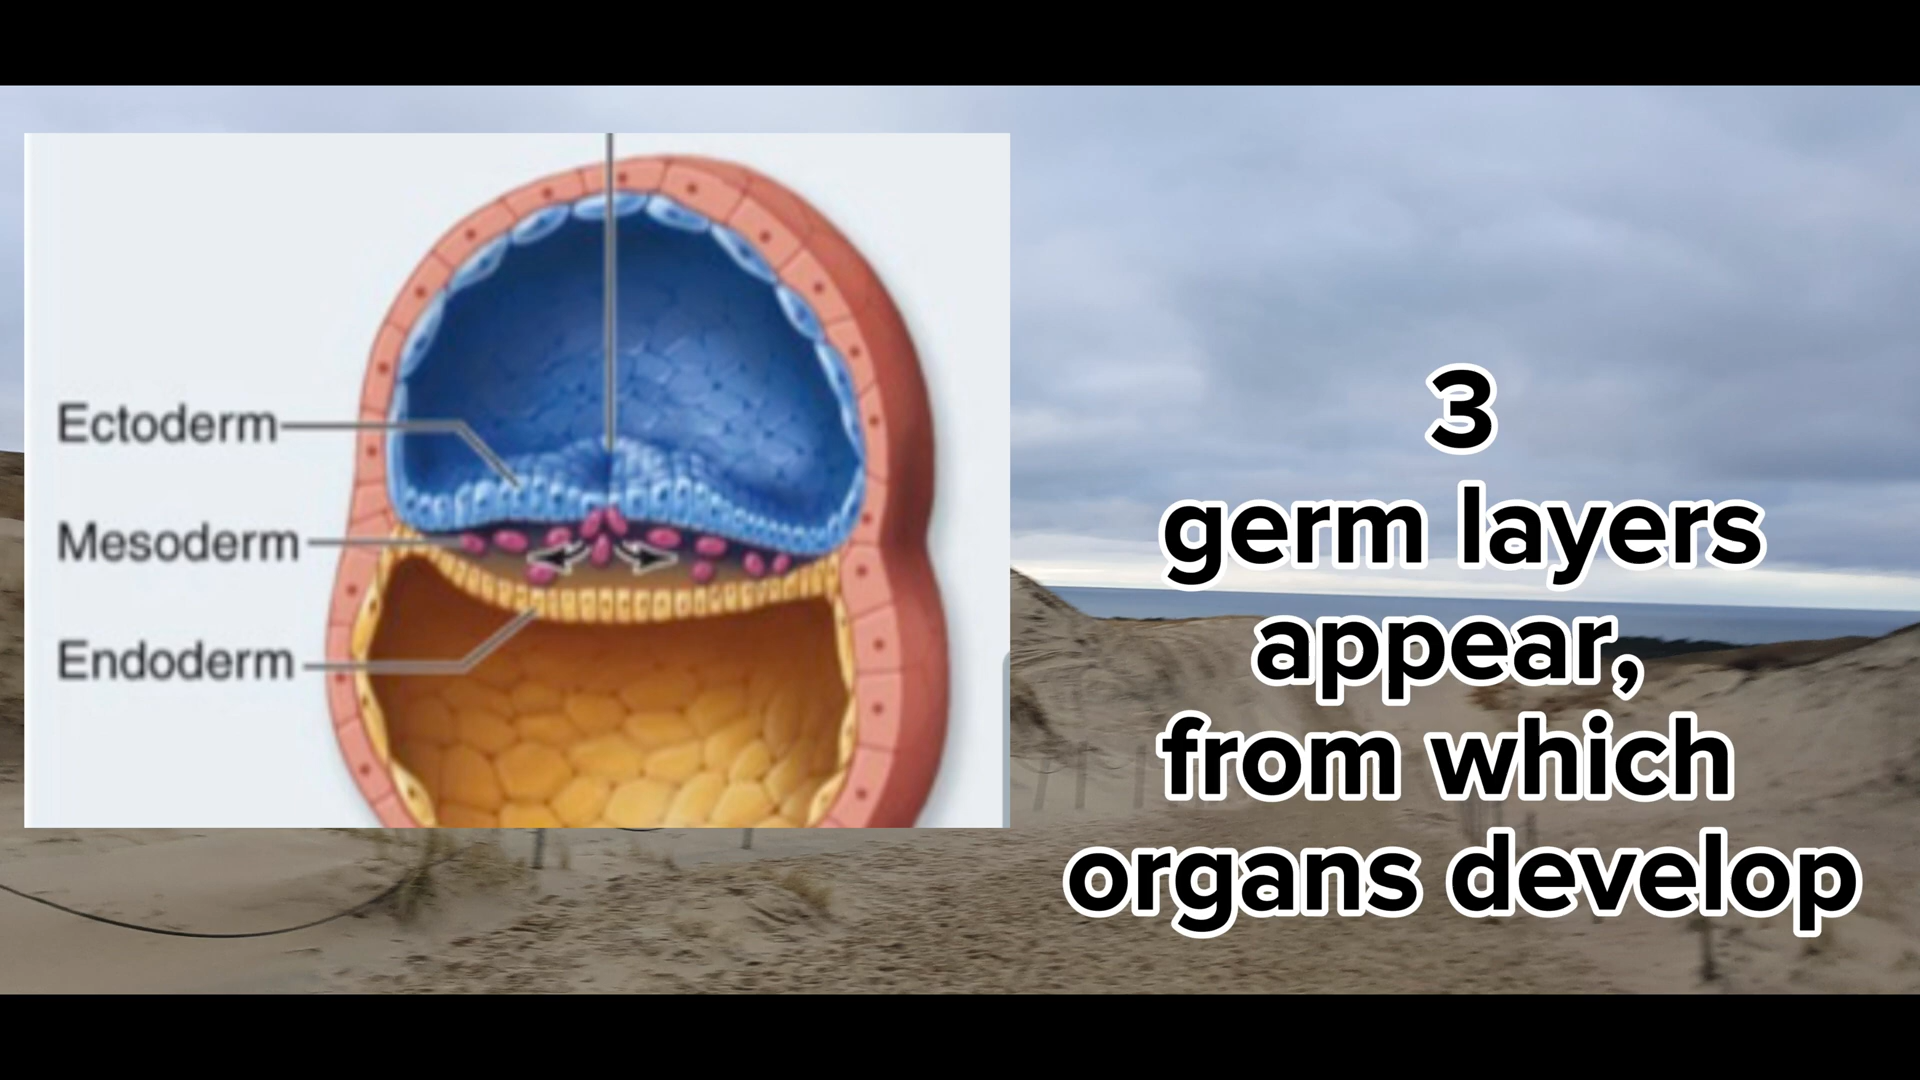 Ectoderm
Mesoderm
Endoderm
3
germ layers
appear,
from which
organs develop